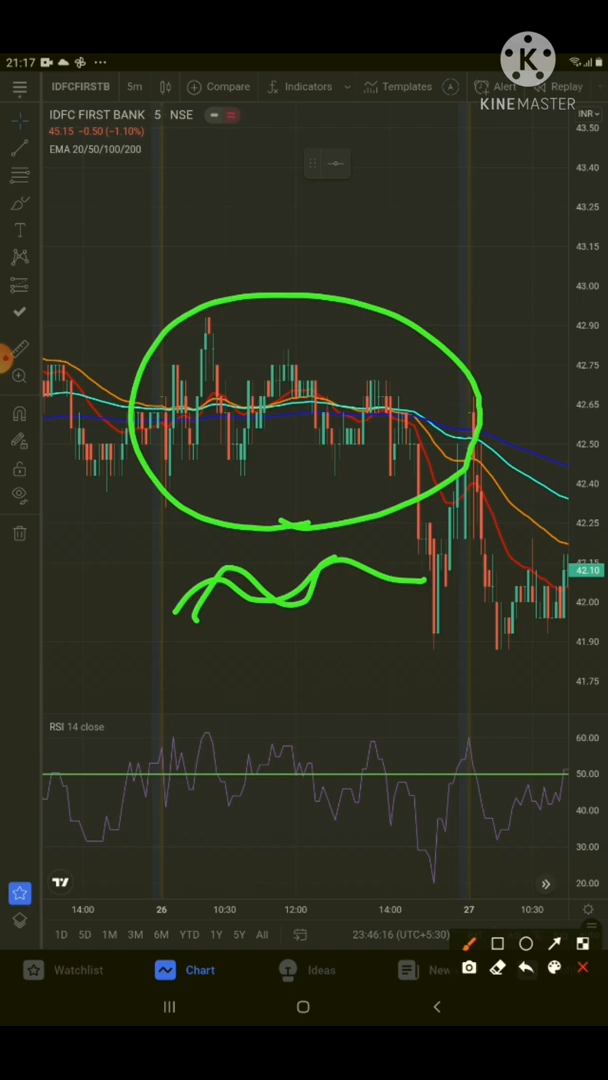 21:17
K
KINEMASTER
IDFCFIRSTB 5m Compare Indicators Templates Alert Replay
IDFC FIRST BANK 5 NSE
INR
45.15 −0.50 (−1.10%)
EMA 20/50/100/200
43.50
43.40
43.25
43.15
43.00
42.90
42.75
42.65
42.50
42.40
42.25
42.15
42.10
42.00
41.90
41.75
RSI 14 close
60.00
50.00
40.00
30.00
20.00
14:00 26 10:30 12:00 14:00 27 10:30
1D 5D 1M 3M 6M YTD 1Y 5Y All 23:46:16 (UTC+5:30)
Watchlist Chart Ideas New